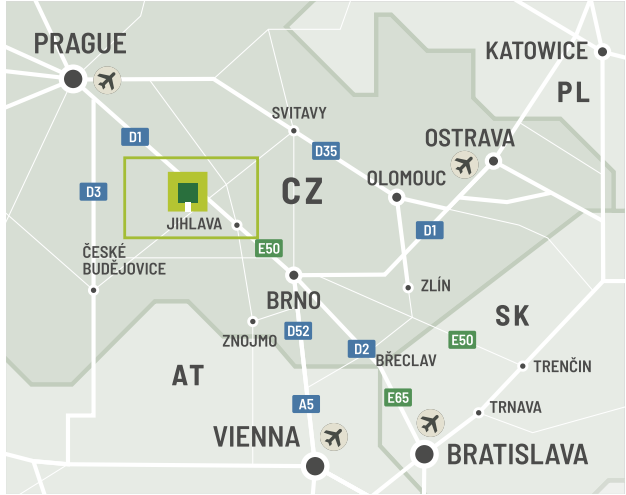 PRAGUE
KATOWICE
PL
SVITAVY
D1
OSTRAVA
D35
D3
CZ
OLOMOUC
JIHLAVA
D1
E50
ČESKÉ
BUDĚJOVICE
ZLÍN
BRNO
SK
D52
ZNOJMO
E50
D2
BŘECLAV
TRENČIN
AT
E65
A5
TRNAVA
VIENNA
BRATISLAVA